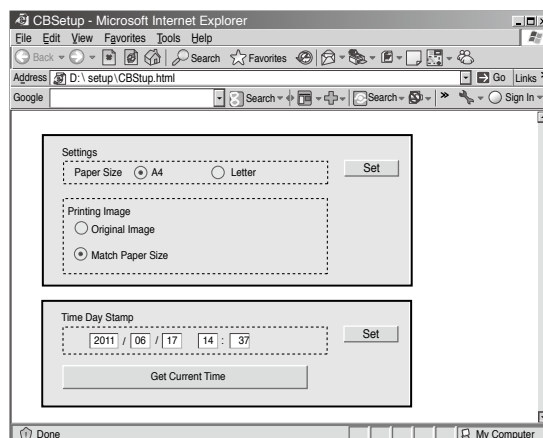 CBSetup - Microsoft Internet Explorer
File Edit View Favorites Tools Help
Back Search Favorites
Address D:\ setup\CBStup.html Go Links
Google Search Search Sign In
Settings
Paper Size A4 Letter Set
Printing Image
Original Image
Match Paper Size
Time Day Stamp
2011 / 06 / 17 14 : 37 Set
Get Current Time
Done My Computer